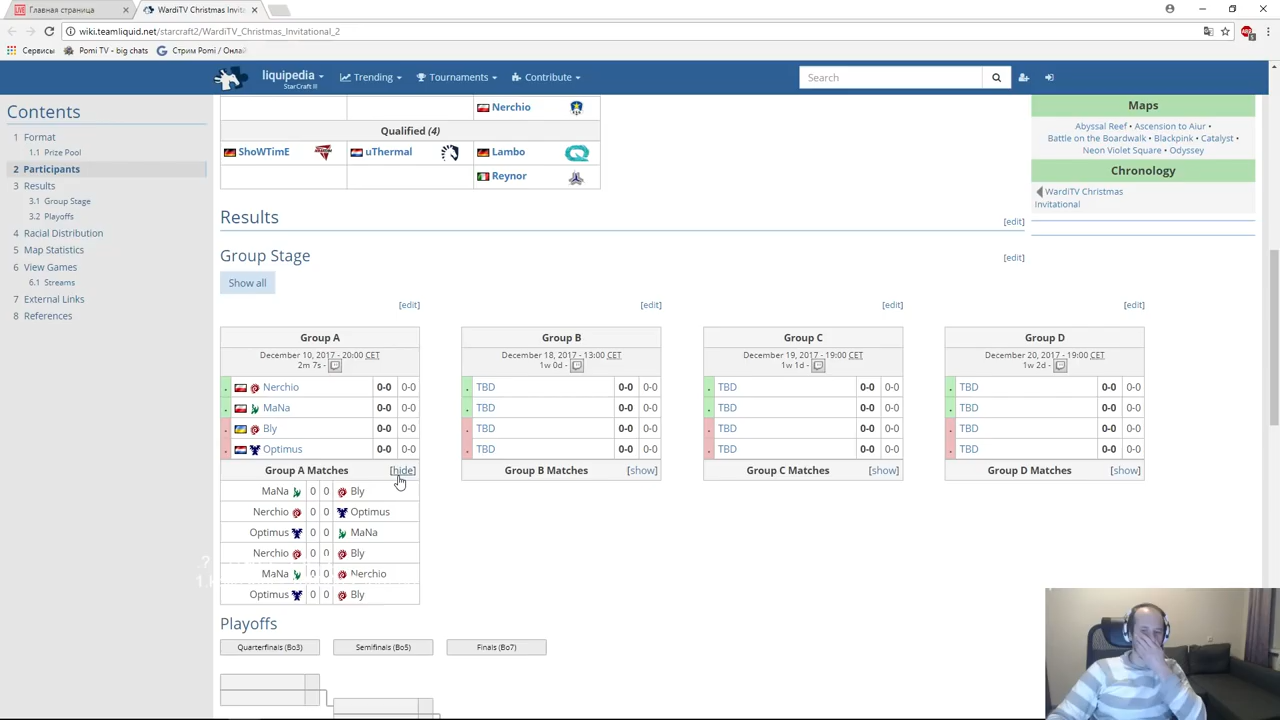 Главная страница
WardiTV Christmas Invit
wiki.teamliquid.net/starcraft2/WardiTV_Christmas_Invitational_2
Сервисы Pomi TV - big chats Стрим Pomi / Онлай
liquipedia
StarCraft II
Trending Tournaments Contribute Search
Contents
1 Format
1.1 Prize Pool
2 Participants
3 Results
3.1 Group Stage
3.2 Playoffs
4 Racial Distribution
5 Map Statistics
6 View Games
6.1 Streams
7 External Links
8 References
Nerchio
Qualified (4)
ShoWTimE uThermal Lambo
Reynor
Maps
Abyssal Reef • Ascension to Aiur •
Battle on the Boardwalk • Blackpink • Catalyst •
Neon Violet Square • Odyssey
Chronology
WardiTV Christmas
Invitational
Results [edit]
Group Stage [edit]
Show all
[edit] [edit] [edit] [edit]
Group A
December 10, 2017 - 20:00 CET
2m 7s -
. Nerchio 0-0 0-0
. MaNa 0-0 0-0
. Bly 0-0 0-0
. Optimus 0-0 0-0
Group A Matches [hide]
MaNa 0 0 Bly
Nerchio 0 0 Optimus
Optimus 0 0 MaNa
Nerchio 0 0 Bly
MaNa 0 0 Nerchio
Optimus 0 0 Bly
Group B
December 18, 2017 - 13:00 CET
1w 0d -
. TBD 0-0 0-0
. TBD 0-0 0-0
. TBD 0-0 0-0
. TBD 0-0 0-0
Group B Matches [show]
Group C
December 19, 2017 - 19:00 CET
1w 1d -
. TBD 0-0 0-0
. TBD 0-0 0-0
. TBD 0-0 0-0
. TBD 0-0 0-0
Group C Matches [show]
Group D
December 20, 2017 - 19:00 CET
1w 2d -
. TBD 0-0 0-0
. TBD 0-0 0-0
. TBD 0-0 0-0
. TBD 0-0 0-0
Group D Matches [show]
Playoffs
Quarterfinals (Bo3) Semifinals (Bo5) Finals (Bo7)